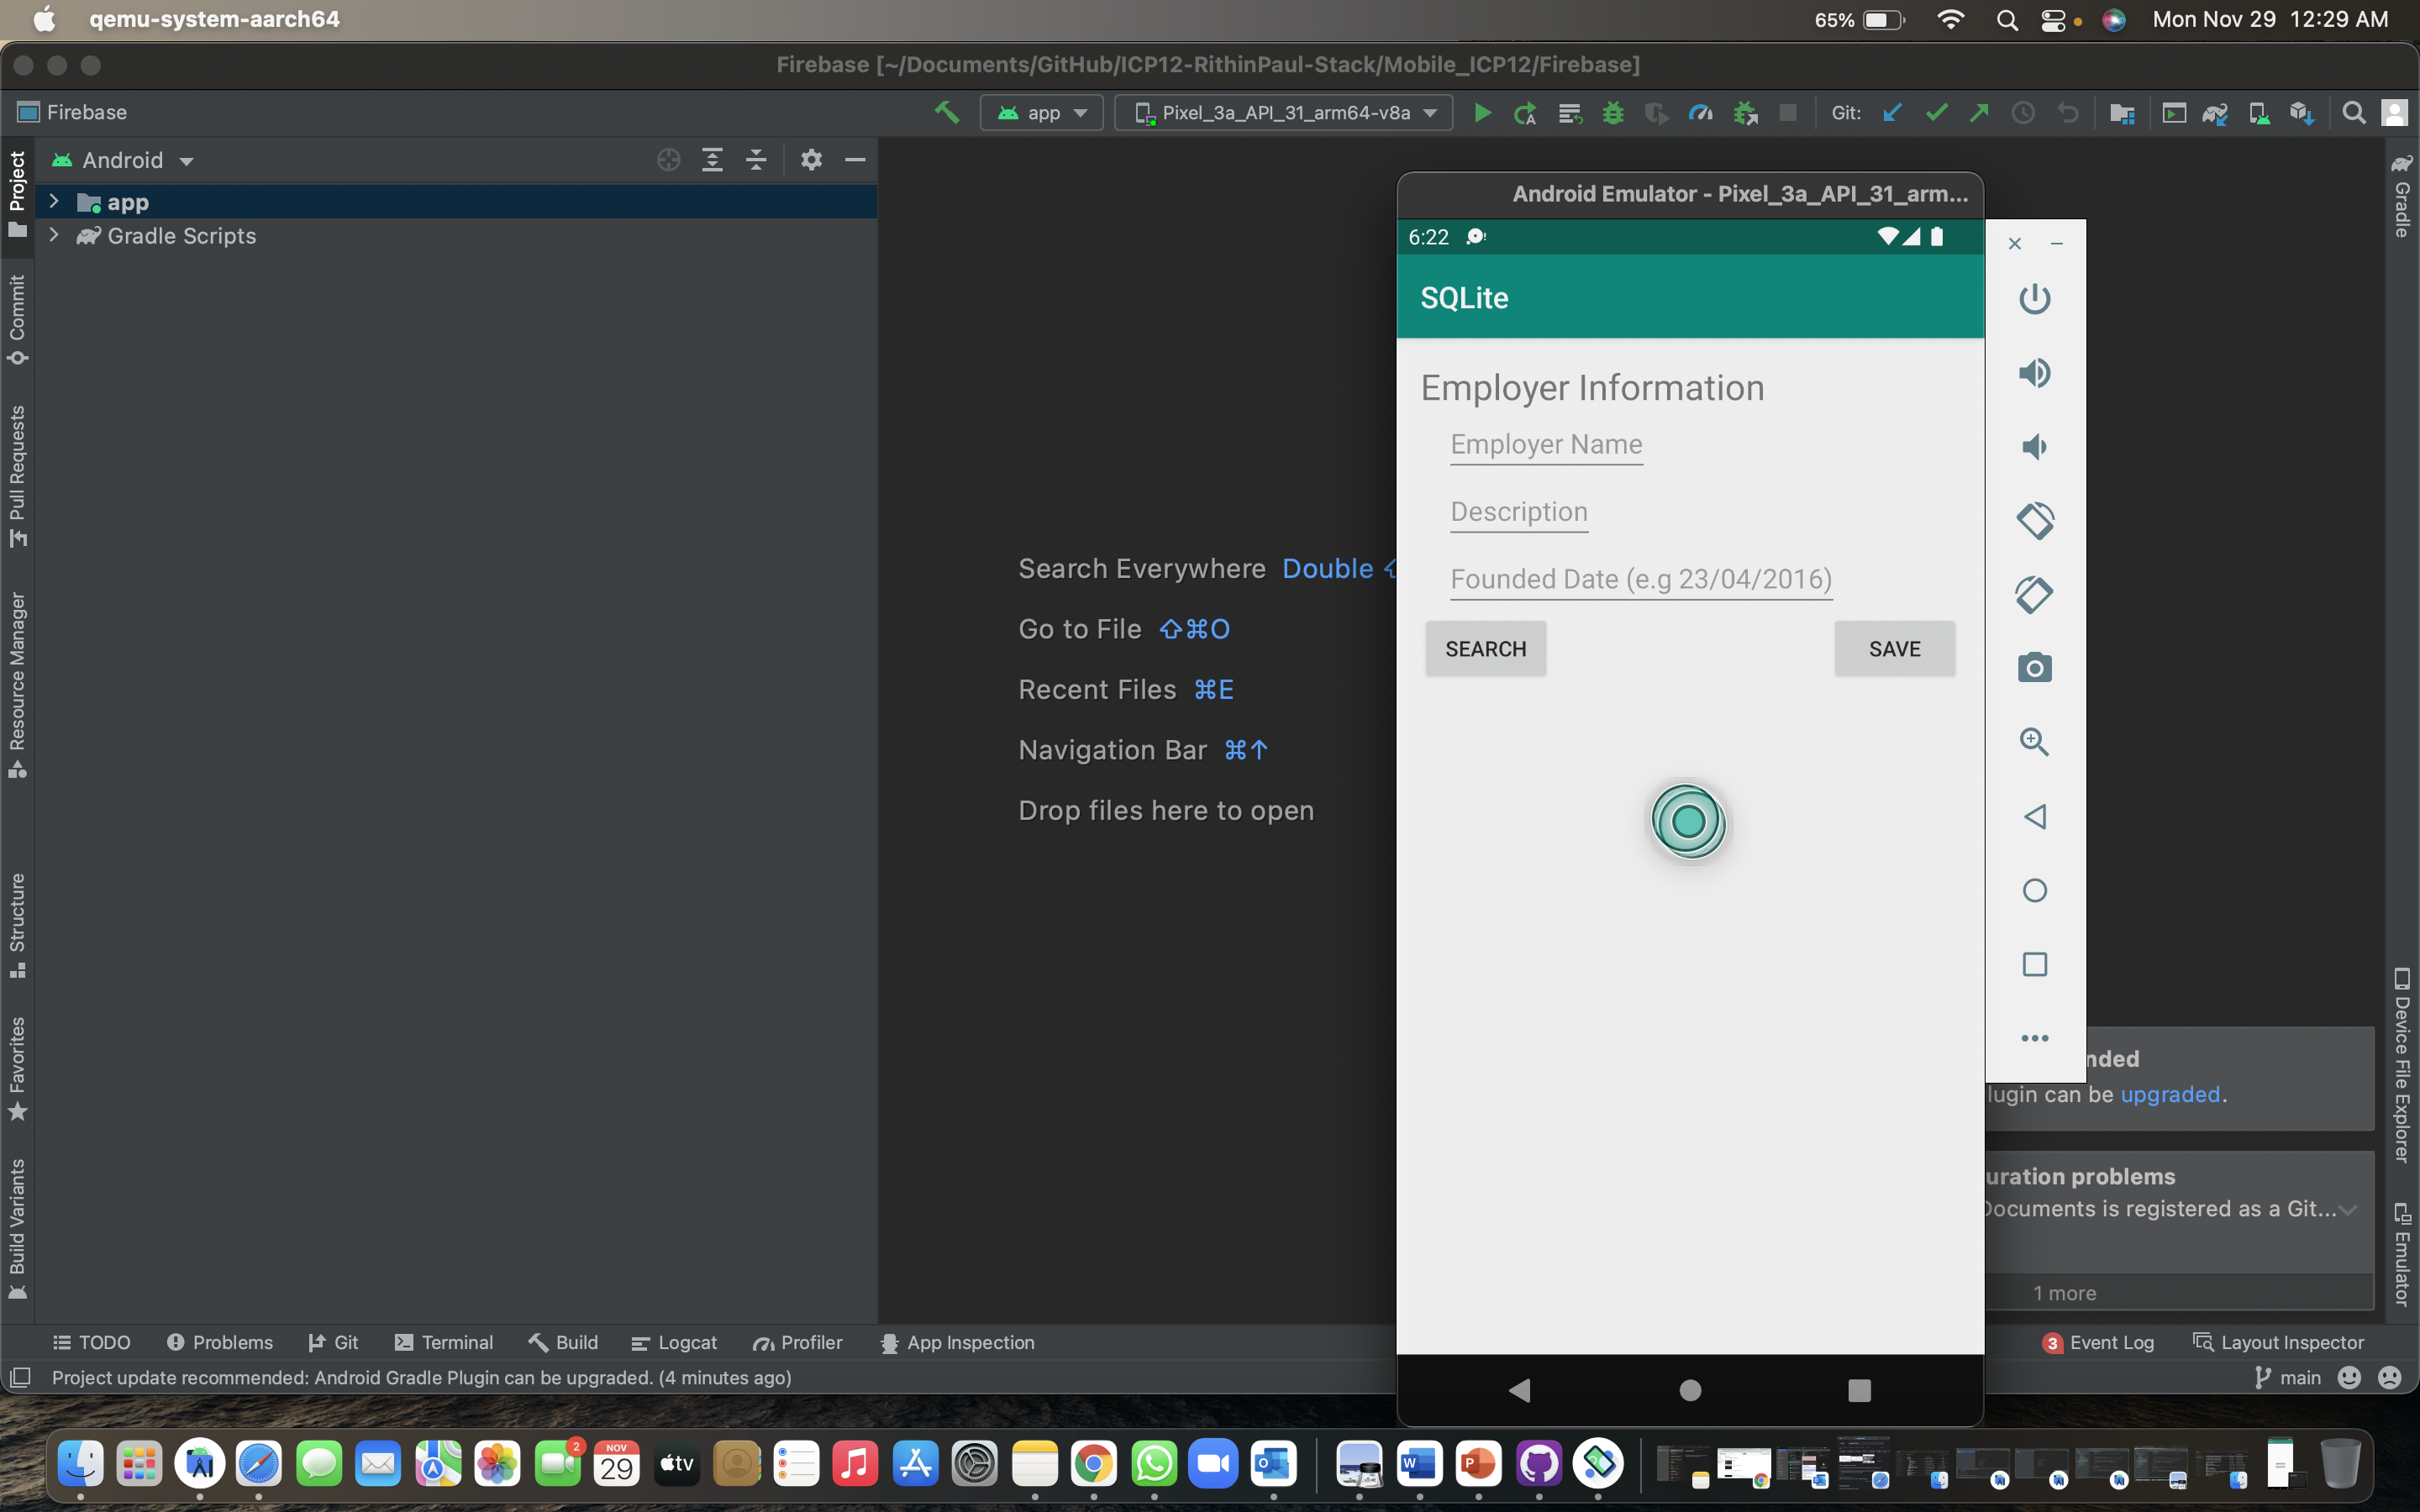 qemu-system-aarch64
65%
Mon Nov 29 12:29 AM
Firebase [~/Documents/GitHub/ICP12-RithinPaul-Stack/Mobile_ICP12/Firebase]
Firebase
app
Pixel_3a_API_31_arm64-v8a
Git:
Android
app
Gradle Scripts
Project
Commit
Pull Requests
Resource Manager
Structure
Favorites
Build Variants
Search Everywhere Double
Go to File ⇧⌘O
Recent Files ⌘E
Navigation Bar ⌘↑
Drop files here to open
Android Emulator - Pixel_3a_API_31_arm...
6:22
SQLite
Employer Information
Employer Name
Description
Founded Date (e.g 23/04/2016)
SEARCH
SAVE
Gradle
Device File Explorer
Emulator
nded
lugin can be upgraded.
uration problems
Documents is registered as a Git...
1 more
TODO
Problems
Git
Terminal
Build
Logcat
Profiler
App Inspection
3 Event Log
Layout Inspector
Project update recommended: Android Gradle Plugin can be upgraded. (4 minutes ago)
main
2
NOV
29
tv
W
P